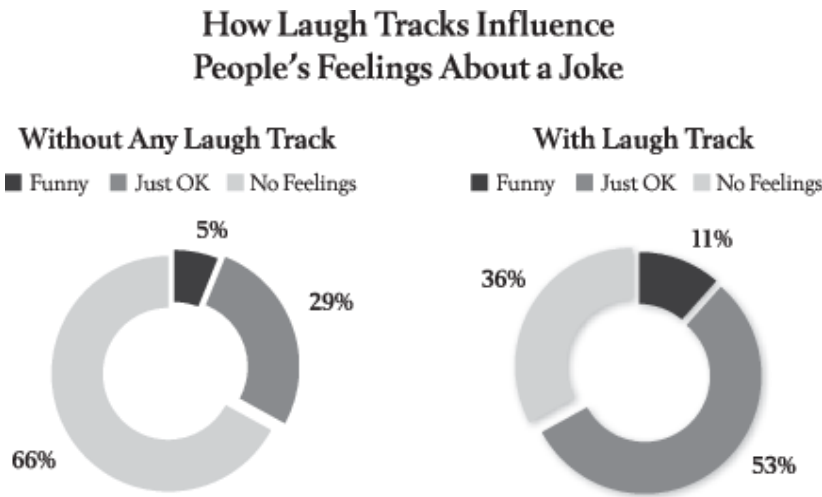 How Laugh Tracks Influence
People's Feelings About a Joke
Without Any Laugh Track
Funny Just OK No Feelings
5%
29%
66%
With Laugh Track
Funny Just OK No Feelings
11%
36%
53%